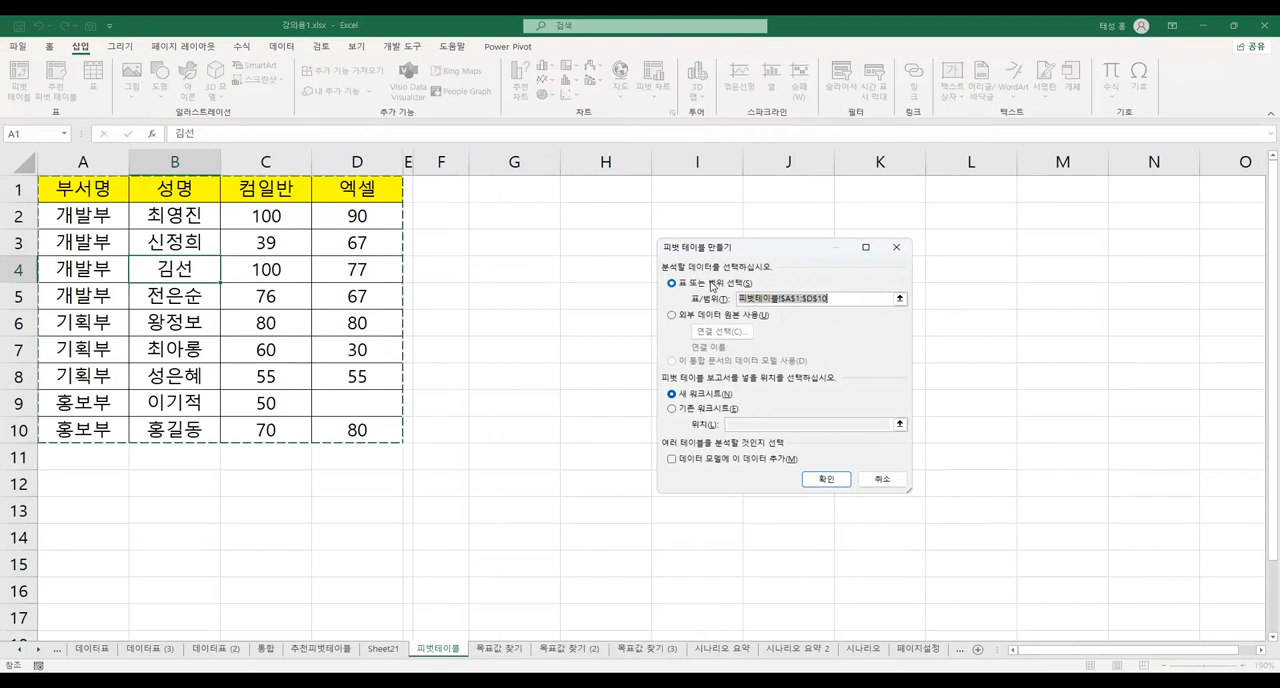 강의용1.xlsx - Excel
검색
태성 홍
파일 홈 삽입 그리기 페이지 레이아웃 수식 데이터 검토 보기 개발 도구 도움말 Power Pivot
공유
피벗 테이블
추천 피벗 테이블
표
그림
도형
아이콘
3D 모델
SmartArt
스크린샷
추가 기능 가져오기
내 추가 기능
Visio Data Visualizer
Bing Maps
People Graph
추천 차트
지도
피벗 차트
3D 맵
꺾은선형
열
승패 (W)
슬라이서
시간 표시 막대
링크
텍스트 상자
머리글/바닥글
WordArt
서명란
개체
수식
기호
표 일러스트레이션 추가 기능 차트 투어 스파크라인 필터 링크 텍스트 기호
A1 fx 김선
A B C D E F G H I J K L M N O
1 부서명 성명 컴일반 엑셀
2 개발부 최영진 100 90
3 개발부 신정희 39 67
4 개발부 김선 100 77
5 개발부 전은순 76 67
6 기획부 왕정보 80 80
7 기획부 최아롱 60 30
8 기획부 성은혜 55 55
9 홍보부 이기적 50
10 홍보부 홍길동 70 80
11
12
13
14
15
16
17
피벗 테이블 만들기
분석할 데이터를 선택하십시오.
표 또는 범위 선택(S)
표/범위(T): 피벗테이블!$A$1:$D$10
외부 데이터 원본 사용(U)
연결 선택(C)...
연결 이름:
이 통합 문서의 데이터 모델 사용(D)
피벗 테이블 보고서를 넣을 위치를 선택하십시오.
새 워크시트(N)
기존 워크시트(E)
위치(L):
여러 테이블을 분석할 것인지 선택
데이터 모델에 이 데이터 추가(M)
확인 취소
... 데이터표 데이터표 (3) 데이터표 (2) 통합 추천피벗테이블 Sheet21 피벗테이블 목표값 찾기 목표값 찾기 (2) 목표값 찾기 (3) 시나리오 요약 시나리오 요약 2 시나리오 페이지설정 ...
참조
190%